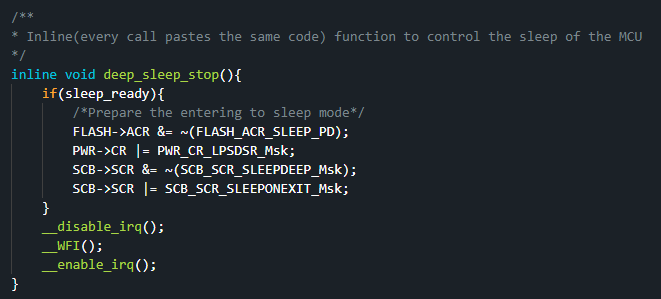 /**
* Inline(every call pastes the same code) function to control the sleep of the MCU
*/
inline void deep_sleep_stop(){
    if(sleep_ready){
        /*Prepare the entering to sleep mode*/
        FLASH->ACR &= ~(FLASH_ACR_SLEEP_PD);
        PWR->CR |= PWR_CR_LPSDSR_Msk;
        SCB->SCR &= ~(SCB_SCR_SLEEPDEEP_Msk);
        SCB->SCR |= SCB_SCR_SLEEPONEXIT_Msk;
    }
    __disable_irq();
    __WFI();
    __enable_irq();
}